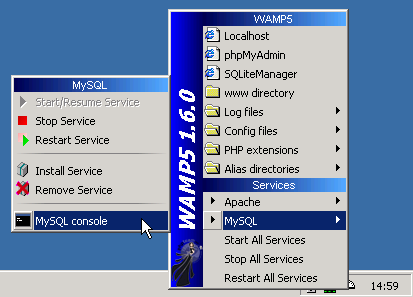 MySQL
Start/Resume Service
Stop Service
Restart Service
Install Service
Remove Service
MySQL console
WAMP5 1.6.0
WAMP5
Localhost
phpMyAdmin
SQLiteManager
www directory
Log files
Config files
PHP extensions
Alias directories
Services
Apache
MySQL
Start All Services
Stop All Services
Restart All Services
14:59